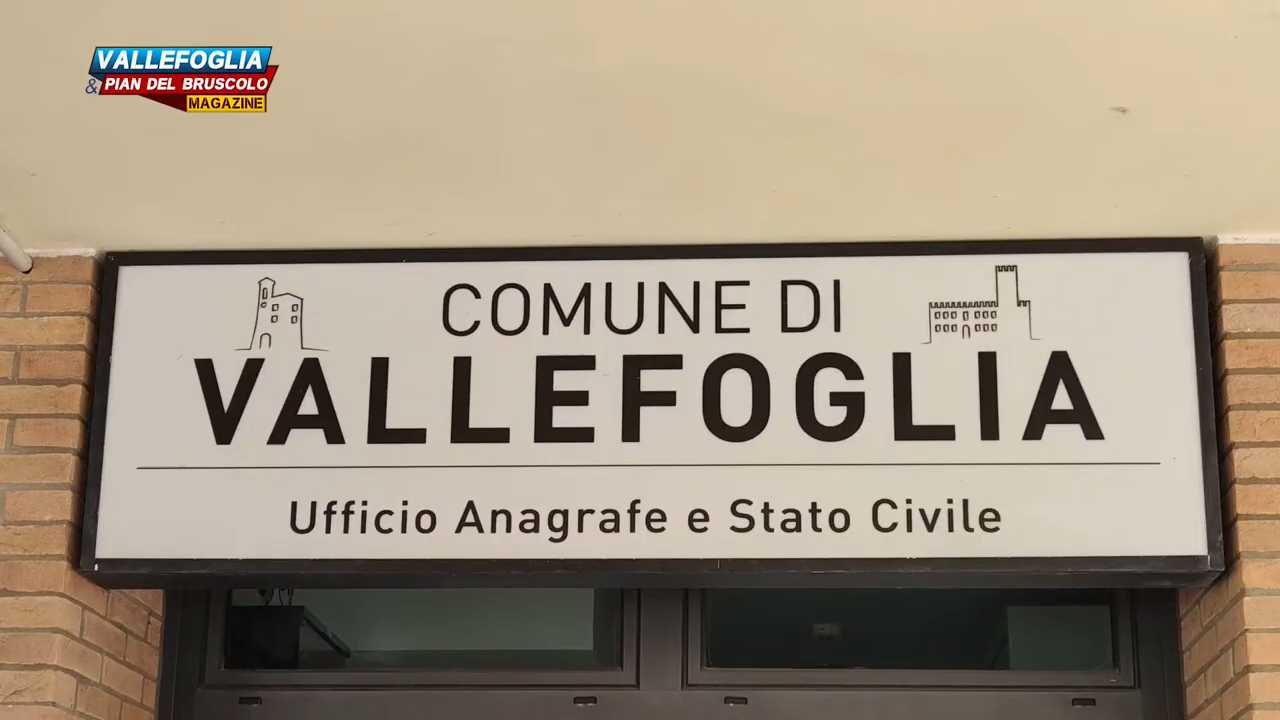 VALLEFOGLIA
& PIAN DEL BRUSCOLO
MAGAZINE
COMUNE DI
VALLEFOGLIA
Ufficio Anagrafe e Stato Civile